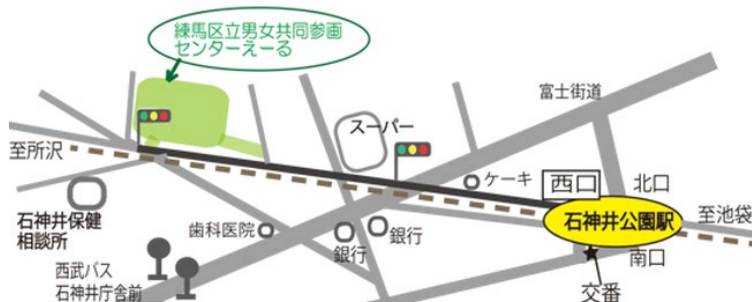 練馬区立男女共同参画
センターえーる
富士街道
スーパー
至所沢
ケーキ
西口
北口
石神井公園駅
至池袋
石神井保健
相談所
歯科医院
銀行
銀行
南口
西武バス
石神井庁舎前
交番